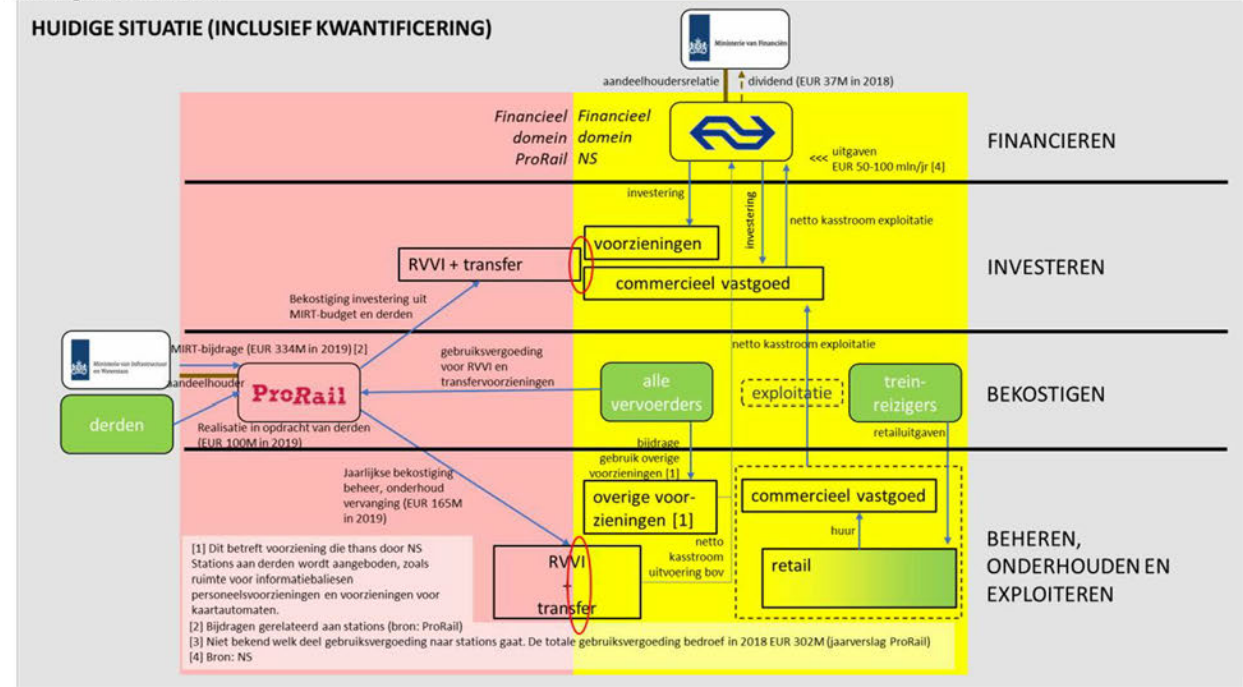 HUIDIGE SITUATIE (INCLUSIEF KWANTIFICERING)
Ministerie van Financiën
aandeelhoudersrelatie
dividend (EUR 37M in 2018)
Financieel
domein
ProRail
Financieel
domein
NS
<<< uitgaven
EUR 50-100 mln/jr [4]
FINANCIEREN
investering
investering
netto kasstroom exploitatie
voorzieningen
RVVI + transfer
commercieel vastgoed
INVESTEREN
Bekostiging investering uit
MIRT-budget en derden
Ministerie van Infrastructuur
en Waterstaat
MIRT-bijdrage (EUR 334M in 2019) [2]
aandeelhouder
ProRail
derden
Realisatie in opdracht van derden
(EUR 100M in 2019)
gebruiksvergoeding
voor RVVI en
transfervoorzieningen
alle
vervoerders
netto kasstroom exploitatie
exploitatie
trein-
reizigers
BEKOSTIGEN
retailuitgaven
bijdrage
gebruik overige
voorzieningen [1]
Jaarlijkse bekostiging
beheer, onderhoud
vervanging (EUR 165M
in 2019)
overige voor-
zieningen [1]
commercieel vastgoed
huur
retail
netto
kasstroom
uitvoering bov
RVVI
+
transfer
BEHEREN,
ONDERHOUDEN EN
EXPLOITEREN
[1] Dit betreft voorziening die thans door NS
Stations aan derden wordt aangeboden, zoals
ruimte voor informatiebaliesen
personeelsvoorzieningen en voorzieningen voor
kaartautomaten.
[2] Bijdragen gerelateerd aan stations (bron: ProRail)
[3] Niet bekend welk deel gebruiksvergoeding naar stations gaat. De totale gebruiksvergoeding bedroef in 2018 EUR 302M (jaarverslag ProRail)
[4] Bron: NS